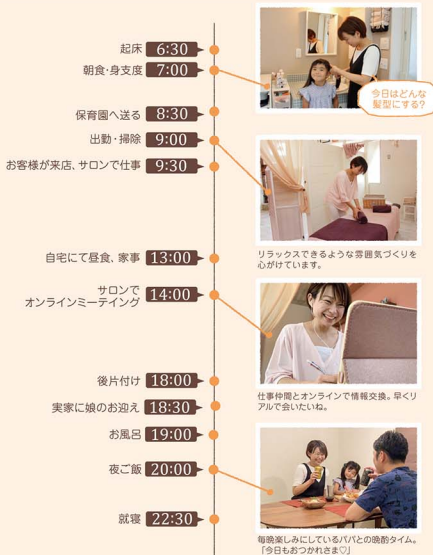 起床 6:30
朝食・身支度 7:00
今日はどんな
髪型にする?
保育園へ送る 8:30
出勤・掃除 9:00
お客様が来店、サロンで仕事 9:30
リラックスできるような雰囲気づくりを
心がけています。
自宅にて昼食、家事 13:00
サロンで
オンラインミーテイング 14:00
仕事仲間とオンラインで情報交換。早くリ
アルで会いたいね。
後片付け 18:00
実家に娘のお迎え 18:30
お風呂 19:00
夜ご飯 20:00
就寝 22:30
毎晩楽しみにしているパパとの晩酌タイム。
「今日もおつかれさま♡」